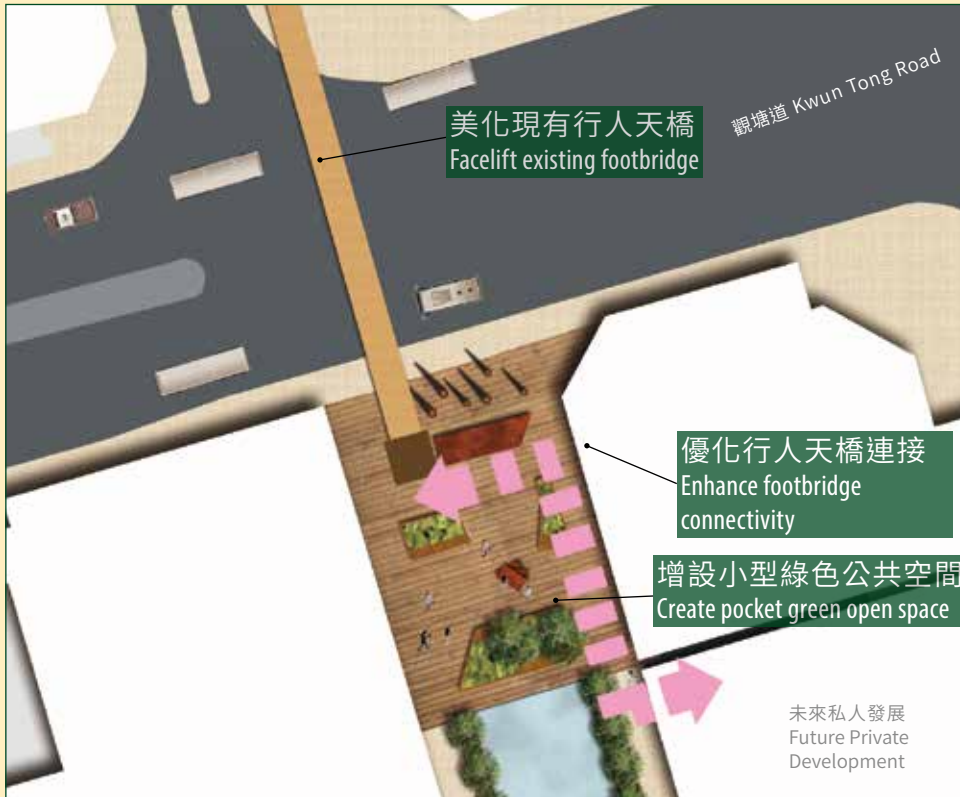 觀塘道 Kwun Tong Road
美化現有行人天橋
Facelift existing footbridge
優化行人天橋連接
Enhance footbridge
connectivity
增設小型綠色公共空間
Create pocket green open space
未來私人發展
Future Private
Development